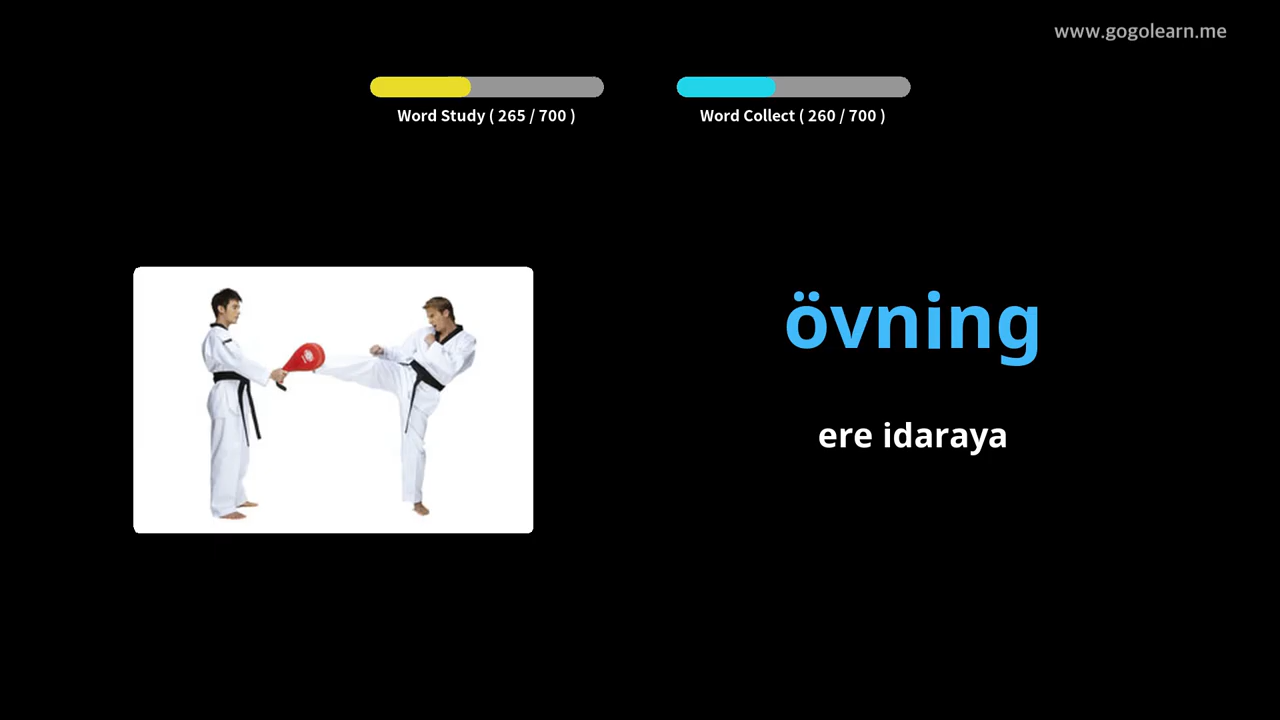 www.gogolearn.me
Word Study ( 265 / 700 )
Word Collect ( 260 / 700 )
övning
ere idaraya